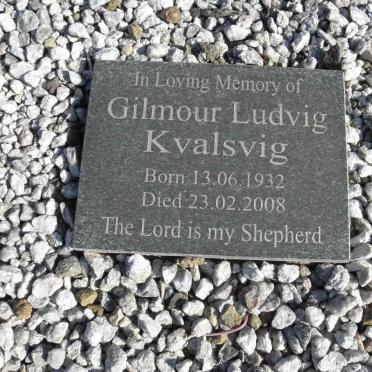 In Loving Memory of
Gilmour Ludvig
Kvalsvig
Born 13.06.1932
Died 23.02.2008
The Lord is my Shepherd